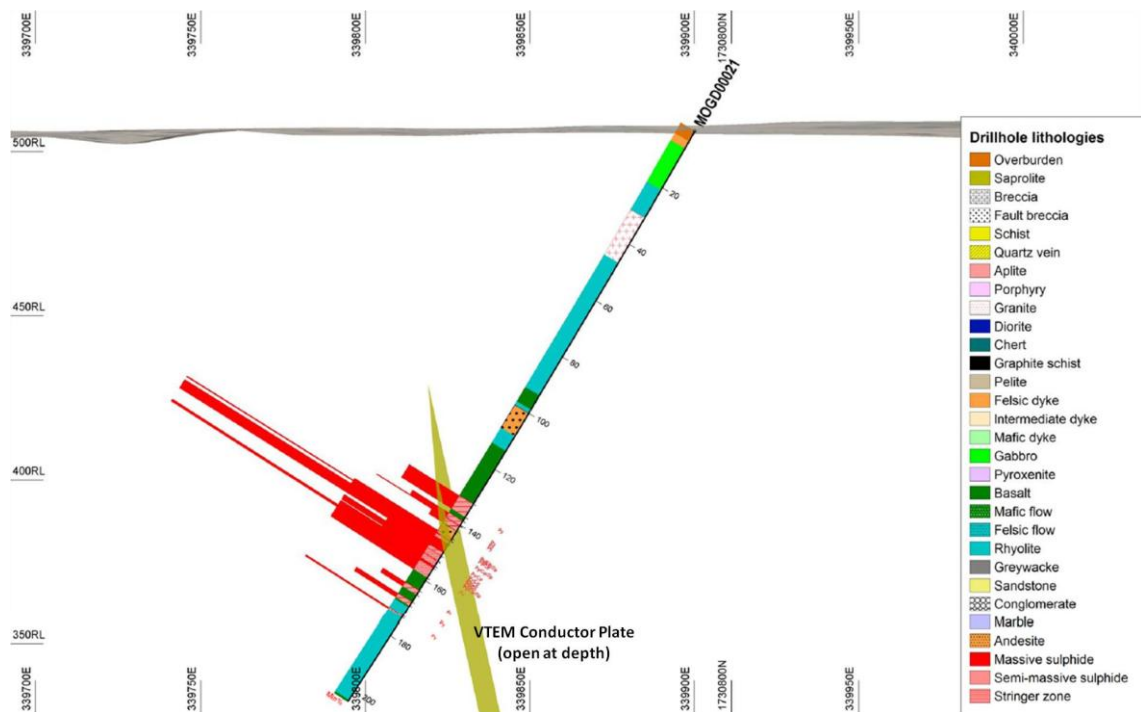 339700E
339750E
339800E
339850E
339900E
1730800N
339950E
340000E
MOGD00021
500RL
450RL
400RL
350RL
20
40
60
80
100
120
140
160
180
200
Min%
VTEM Conductor Plate
(open at depth)
Drillhole lithologies
Overburden
Saprolite
Breccia
Fault breccia
Schist
Quartz vein
Aplite
Porphyry
Granite
Diorite
Chert
Graphite schist
Pelite
Felsic dyke
Intermediate dyke
Mafic dyke
Gabbro
Pyroxenite
Basalt
Mafic flow
Felsic flow
Rhyolite
Greywacke
Sandstone
Conglomerate
Marble
Andesite
Massive sulphide
Semi-massive sulphide
Stringer zone
339700E
339750E
339800E
339850E
339900E
1730800N
339950E